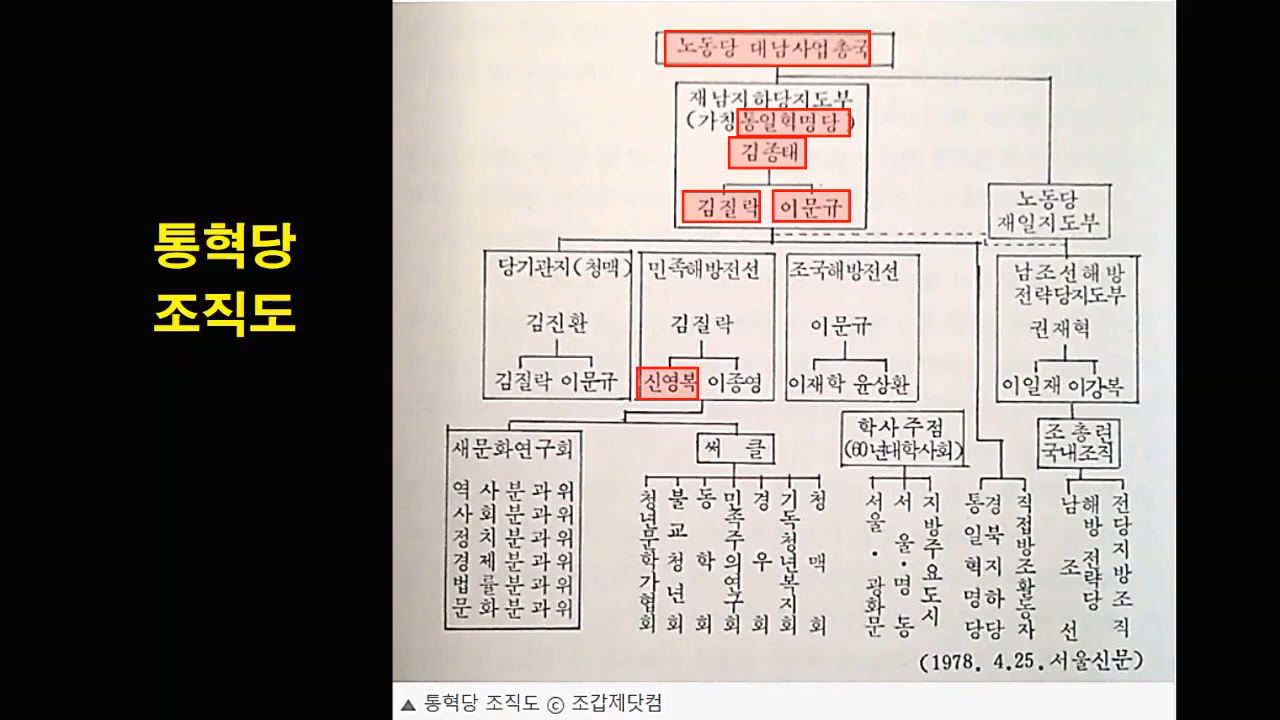 통혁당
조직도
노동당 대남사업총국
재남지하당지도부
(가칭통일혁명당)
김종태
김질락 이문규
노동당
재일지도부
당기관지(청맥)
김진환
김질락 이문규
민족해방전선
김질락
신영복 이종영
조국해방전선
이문규
이재학 윤상환
남조선해방
전략당지도부
권재혁
이일재 이강복
새문화연구회
역사분과위
사회분과위
정치분과위
경제분과위
법률분과위
문화분과위
써클
청년문학가협회
불교청년회
동학회
민족주의연구회
경우회
기독청년복지회
청맥회
학사주점
(60년대학사회)
서울·광화문
서울·명동
지방주요도시
통일혁명당
경북지하당
직접방조활동자
조총련
국내조직
남조선
해방전략당
전당지방조직
(1978. 4.25. 서울신문)
▲ 통혁당 조직도 © 조갑제닷컴